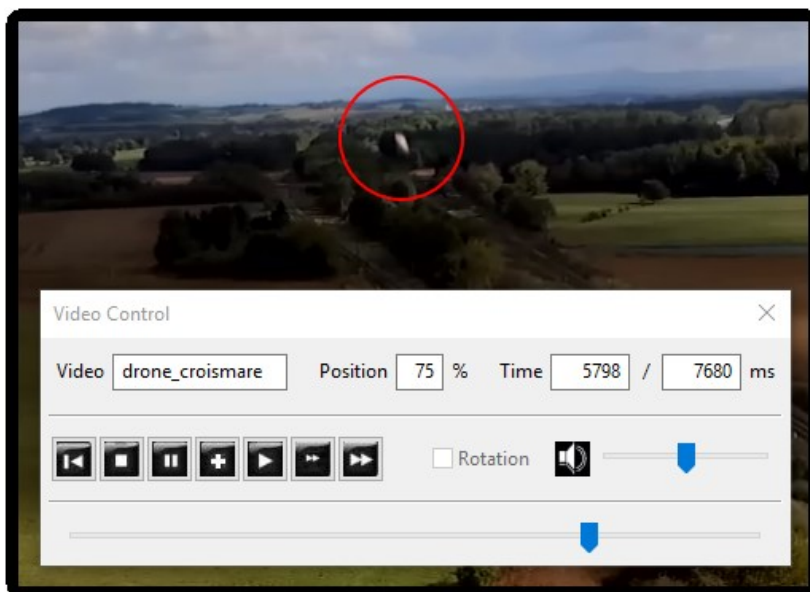 Video Control
Video drone_croismare Position 75 % Time 5798 / 7680 ms
Rotation